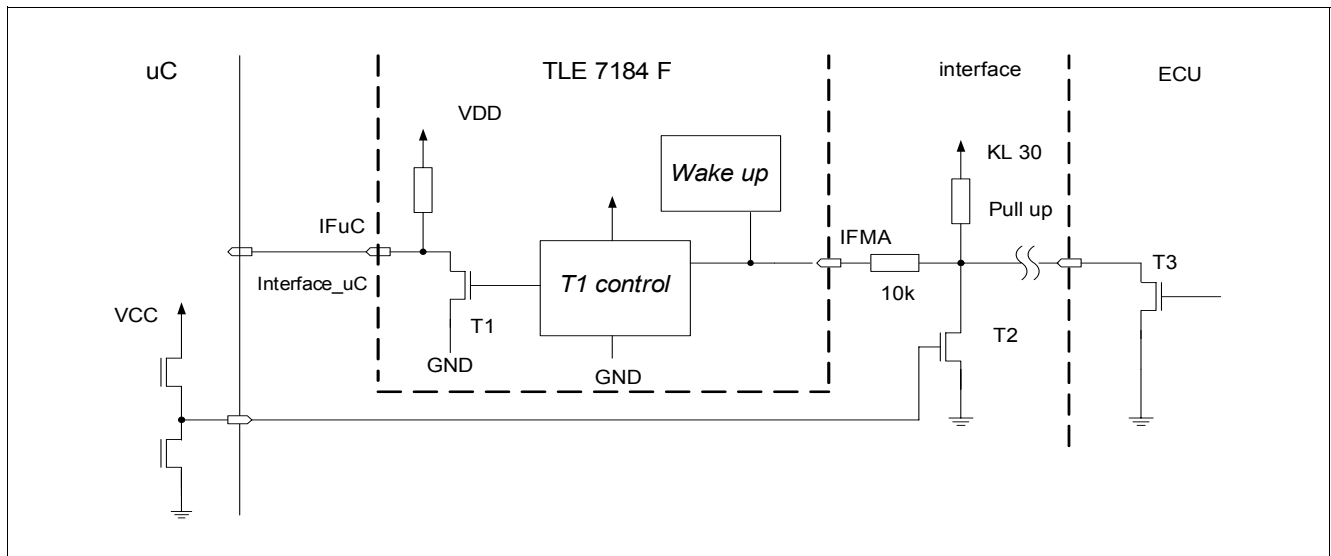 uC
TLE 7184 F
interface
ECU
VDD
KL 30
Wake up
Pull up
IFuC
IFMA
T3
Interface_uC
T1 control
10k
VCC
T1
T2
GND
GND